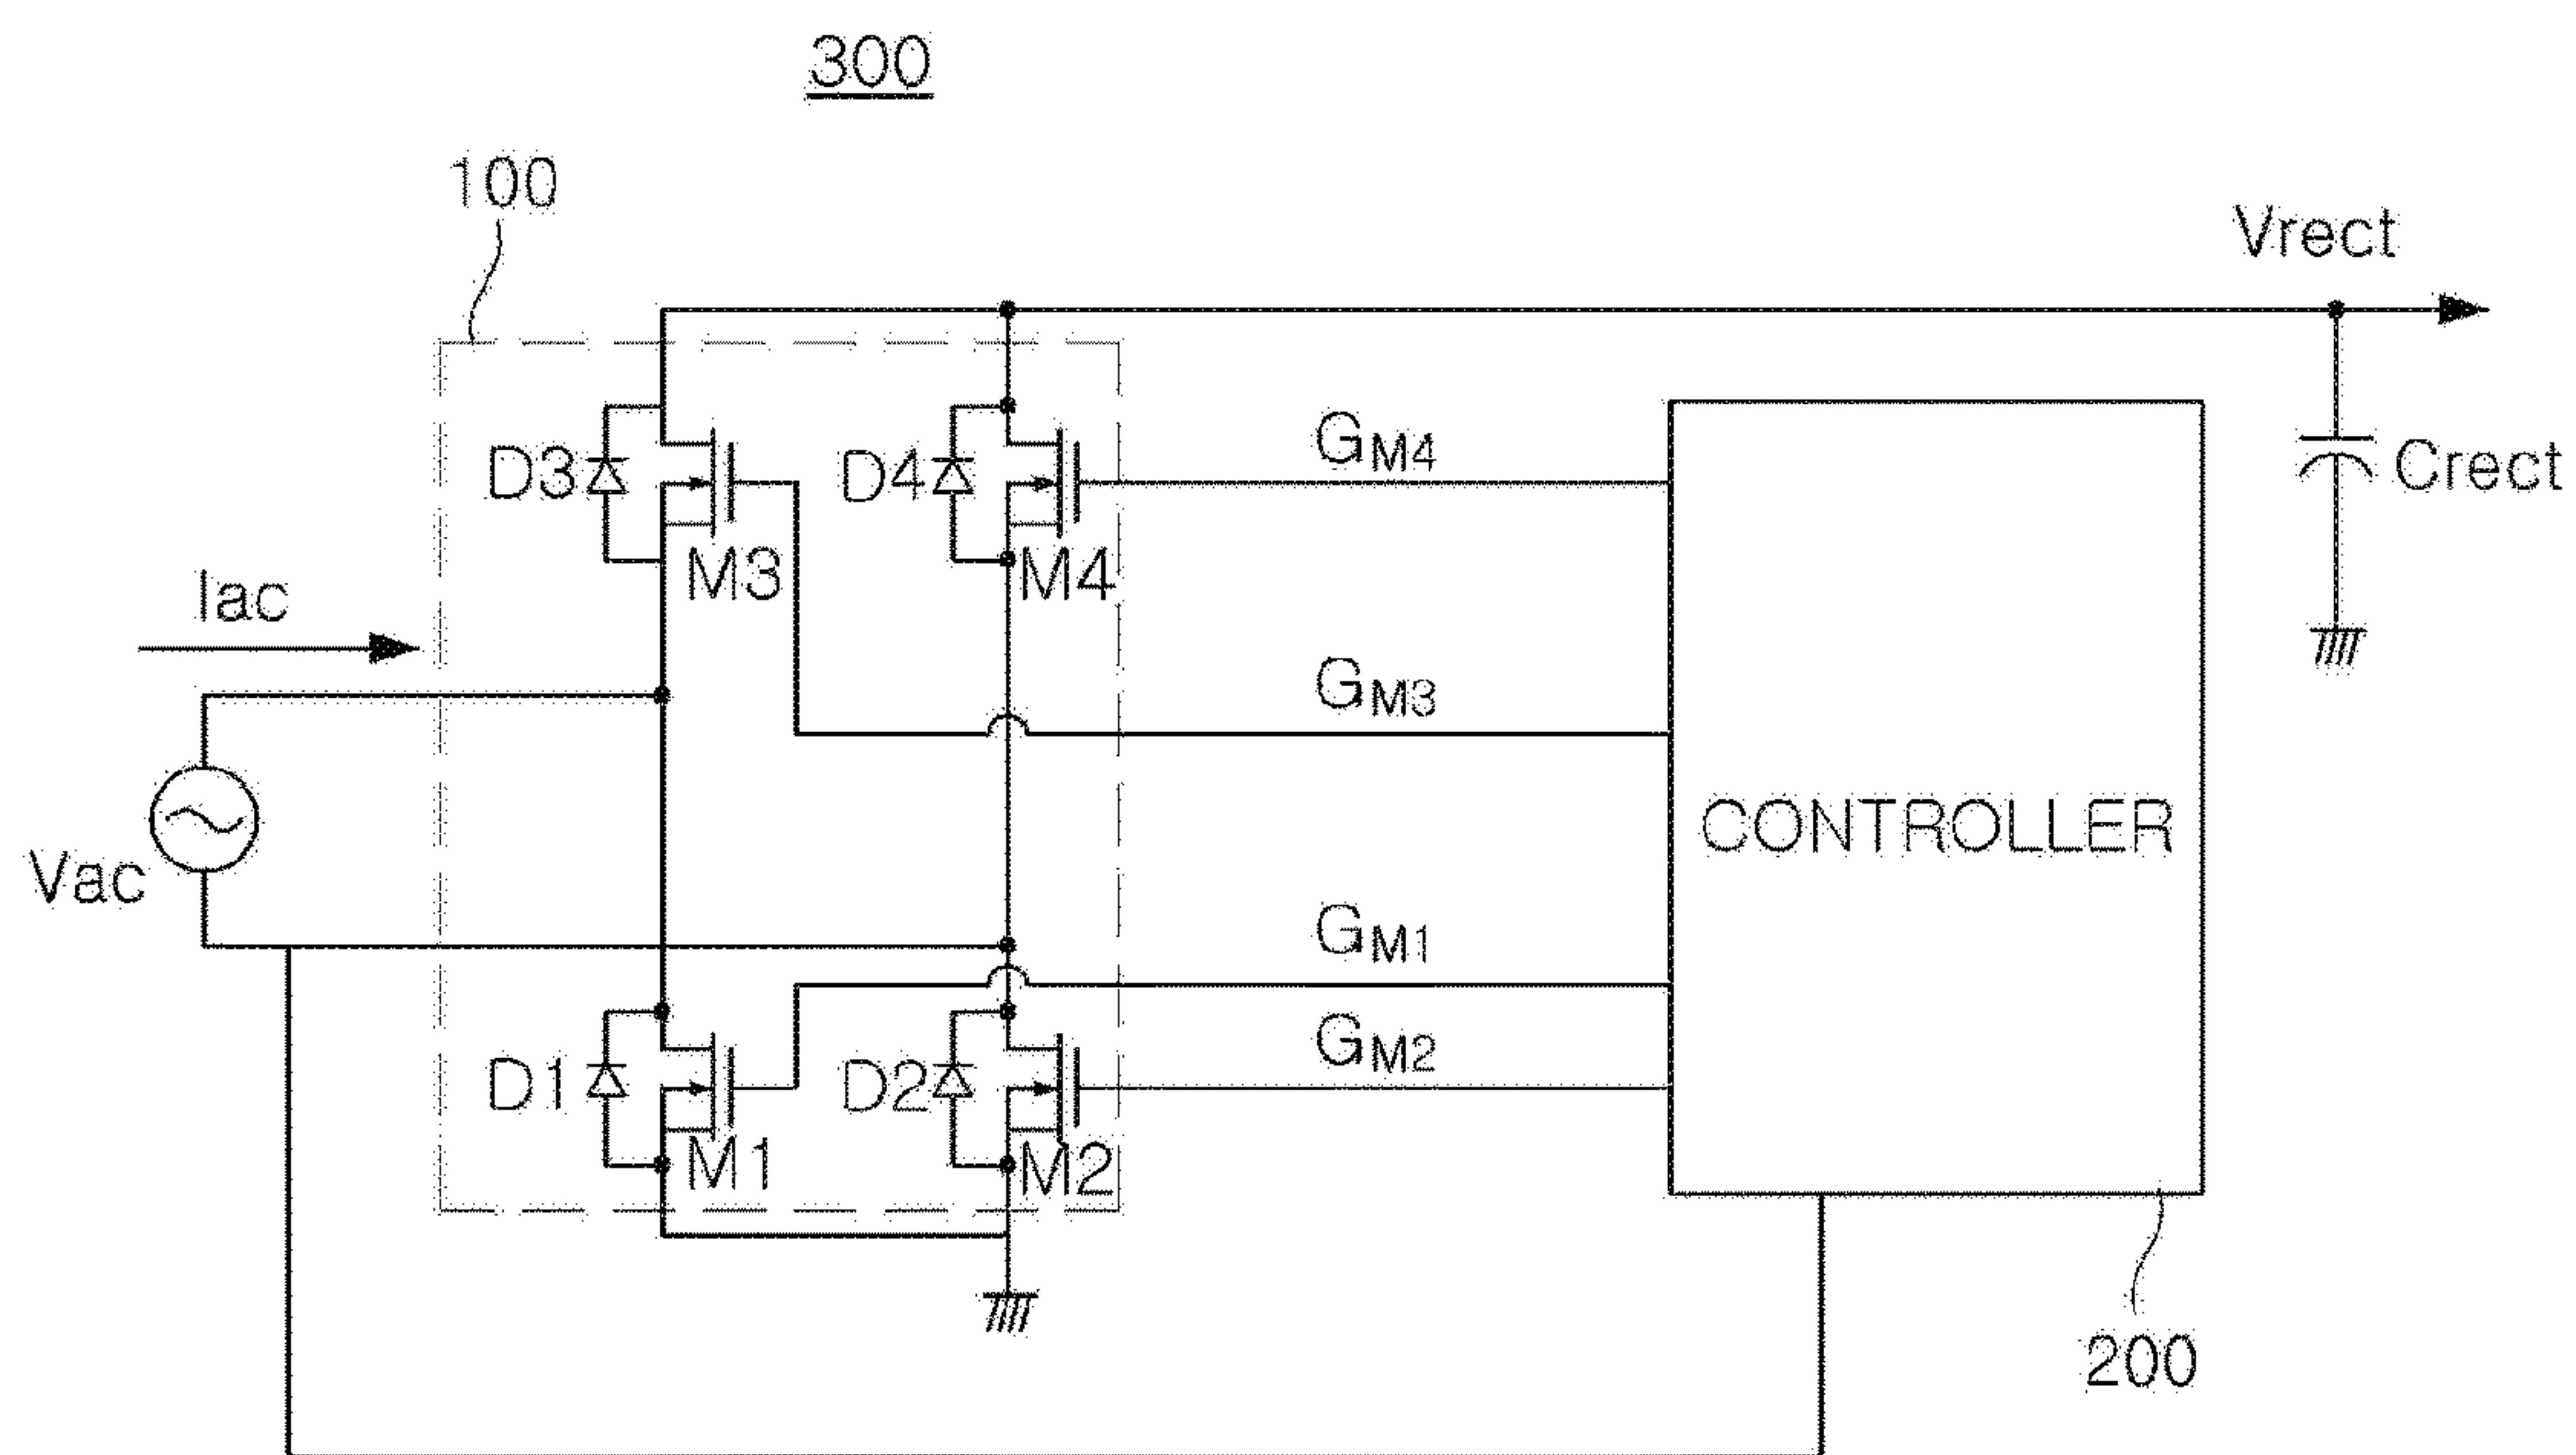 300
100
Vrect
D3
D4
GM4
Crect
M3
M4
Iac
GM3
CONTROLLER
Vac
GM1
D1
D2
GM2
M1
M2
200